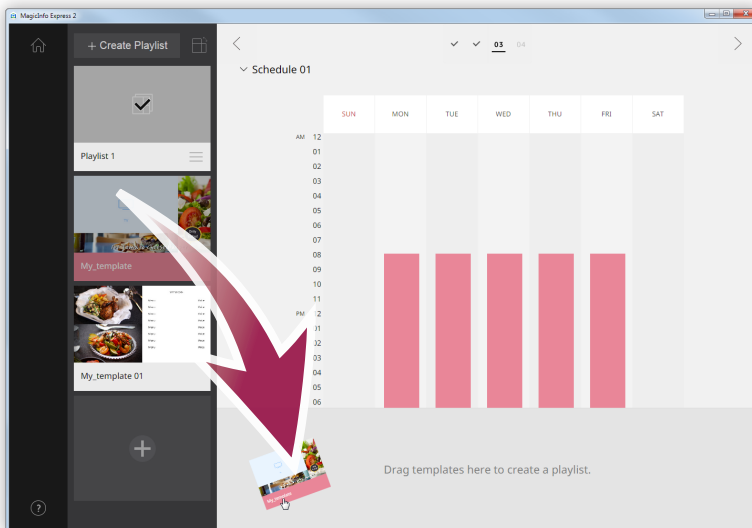 MagicInfo Express 2
+ Create Playlist
03 04
Schedule 01
SUN MON TUE WED THU FRI SAT
AM 12
01
02
03
04
05
06
07
08
09
10
11
PM 2
01
02
03
04
05
06
Playlist 1
My_template
My_template 01
My_template
Drag templates here to create a playlist.
?